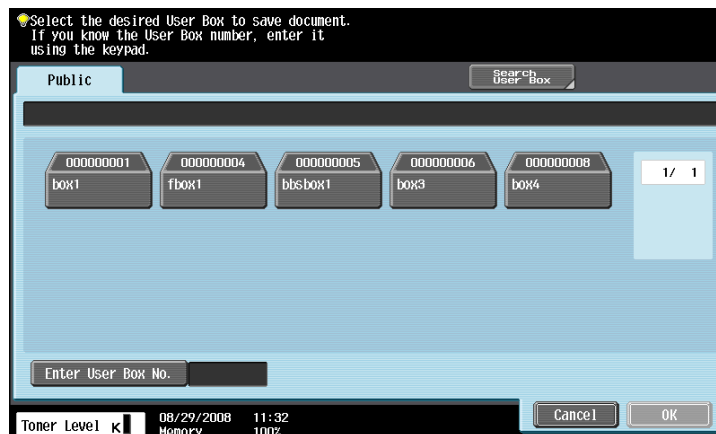 Select the desired User Box to save document.
If you know the User Box number, enter it
using the keypad.
Public
Search
User Box
000000001 000000004 000000005 000000006 000000008
box1 fbox1 bbsbox1 box3 box4
1/ 1
Enter User Box No.
Cancel OK
Toner Level K
08/29/2008 11:32
Memory 100%